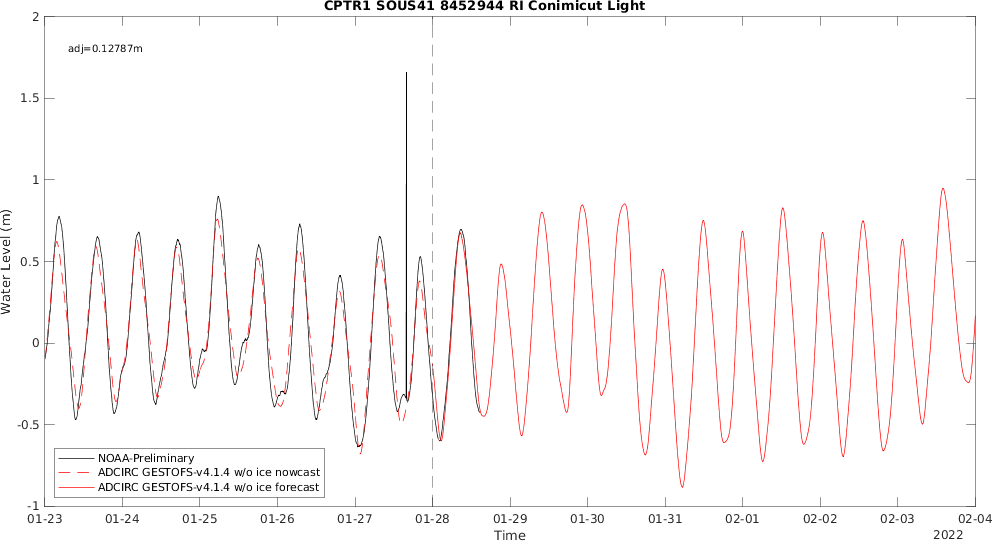 CPTR1 SOUS41 8452944 RI Conimicut Light
adj=0.12787m
2
1.5
1
0.5
0
-0.5
-1
Water Level (m)
NOAA-Preliminary
ADCIRC GESTOFS-v4.1.4 w/o ice nowcast
ADCIRC GESTOFS-v4.1.4 w/o ice forecast
01-23 01-24 01-25 01-26 01-27 01-28 01-29 01-30 01-31 02-01 02-02 02-03 02-04
Time
2022